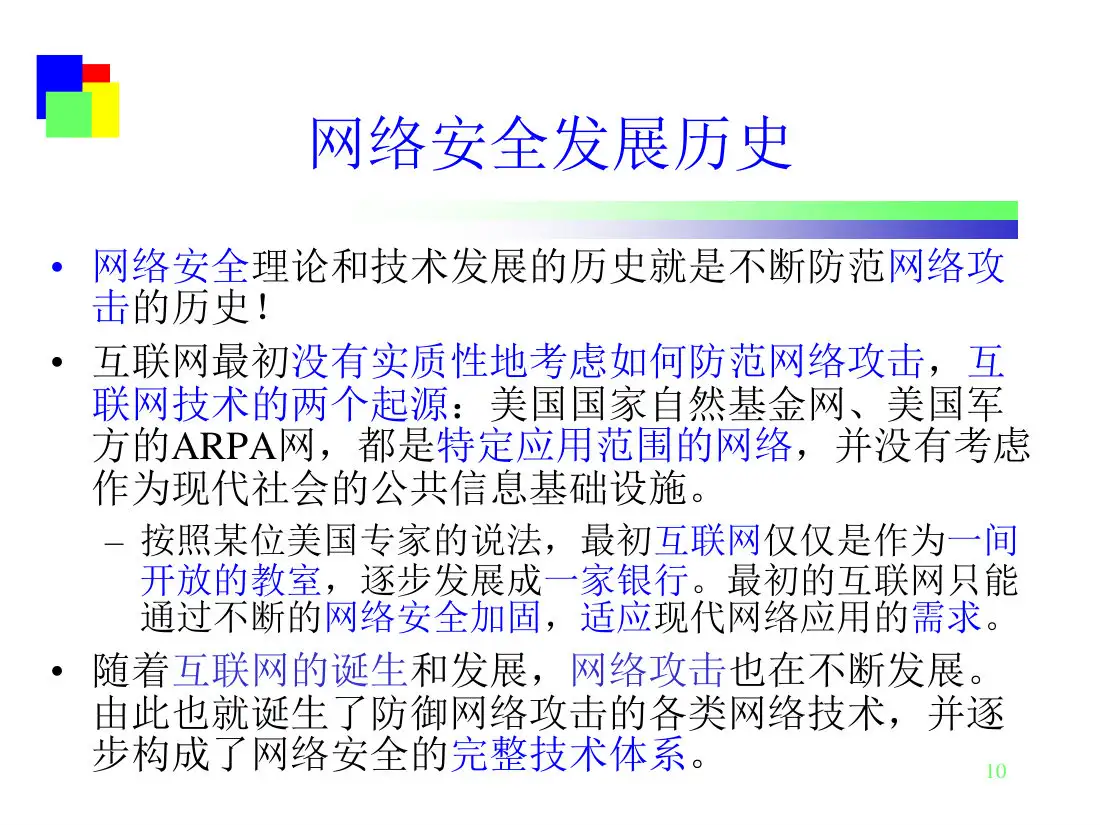 网络安全发展历史
• 网络安全理论和技术发展的历史就是不断防范网络攻
击的历史！
• 互联网最初没有实质性地考虑如何防范网络攻击，互
联网技术的两个起源：美国国家自然基金网、美国军
方的ARPA网，都是特定应用范围的网络，并没有考虑
作为现代社会的公共信息基础设施。
– 按照某位美国专家的说法，最初互联网仅仅是作为一间
开放的教室，逐步发展成一家银行。最初的互联网只能
通过不断的网络安全加固，适应现代网络应用的需求。
• 随着互联网的诞生和发展，网络攻击也在不断发展。
由此也就诞生了防御网络攻击的各类网络技术，并逐
步构成了网络安全的完整技术体系。
10